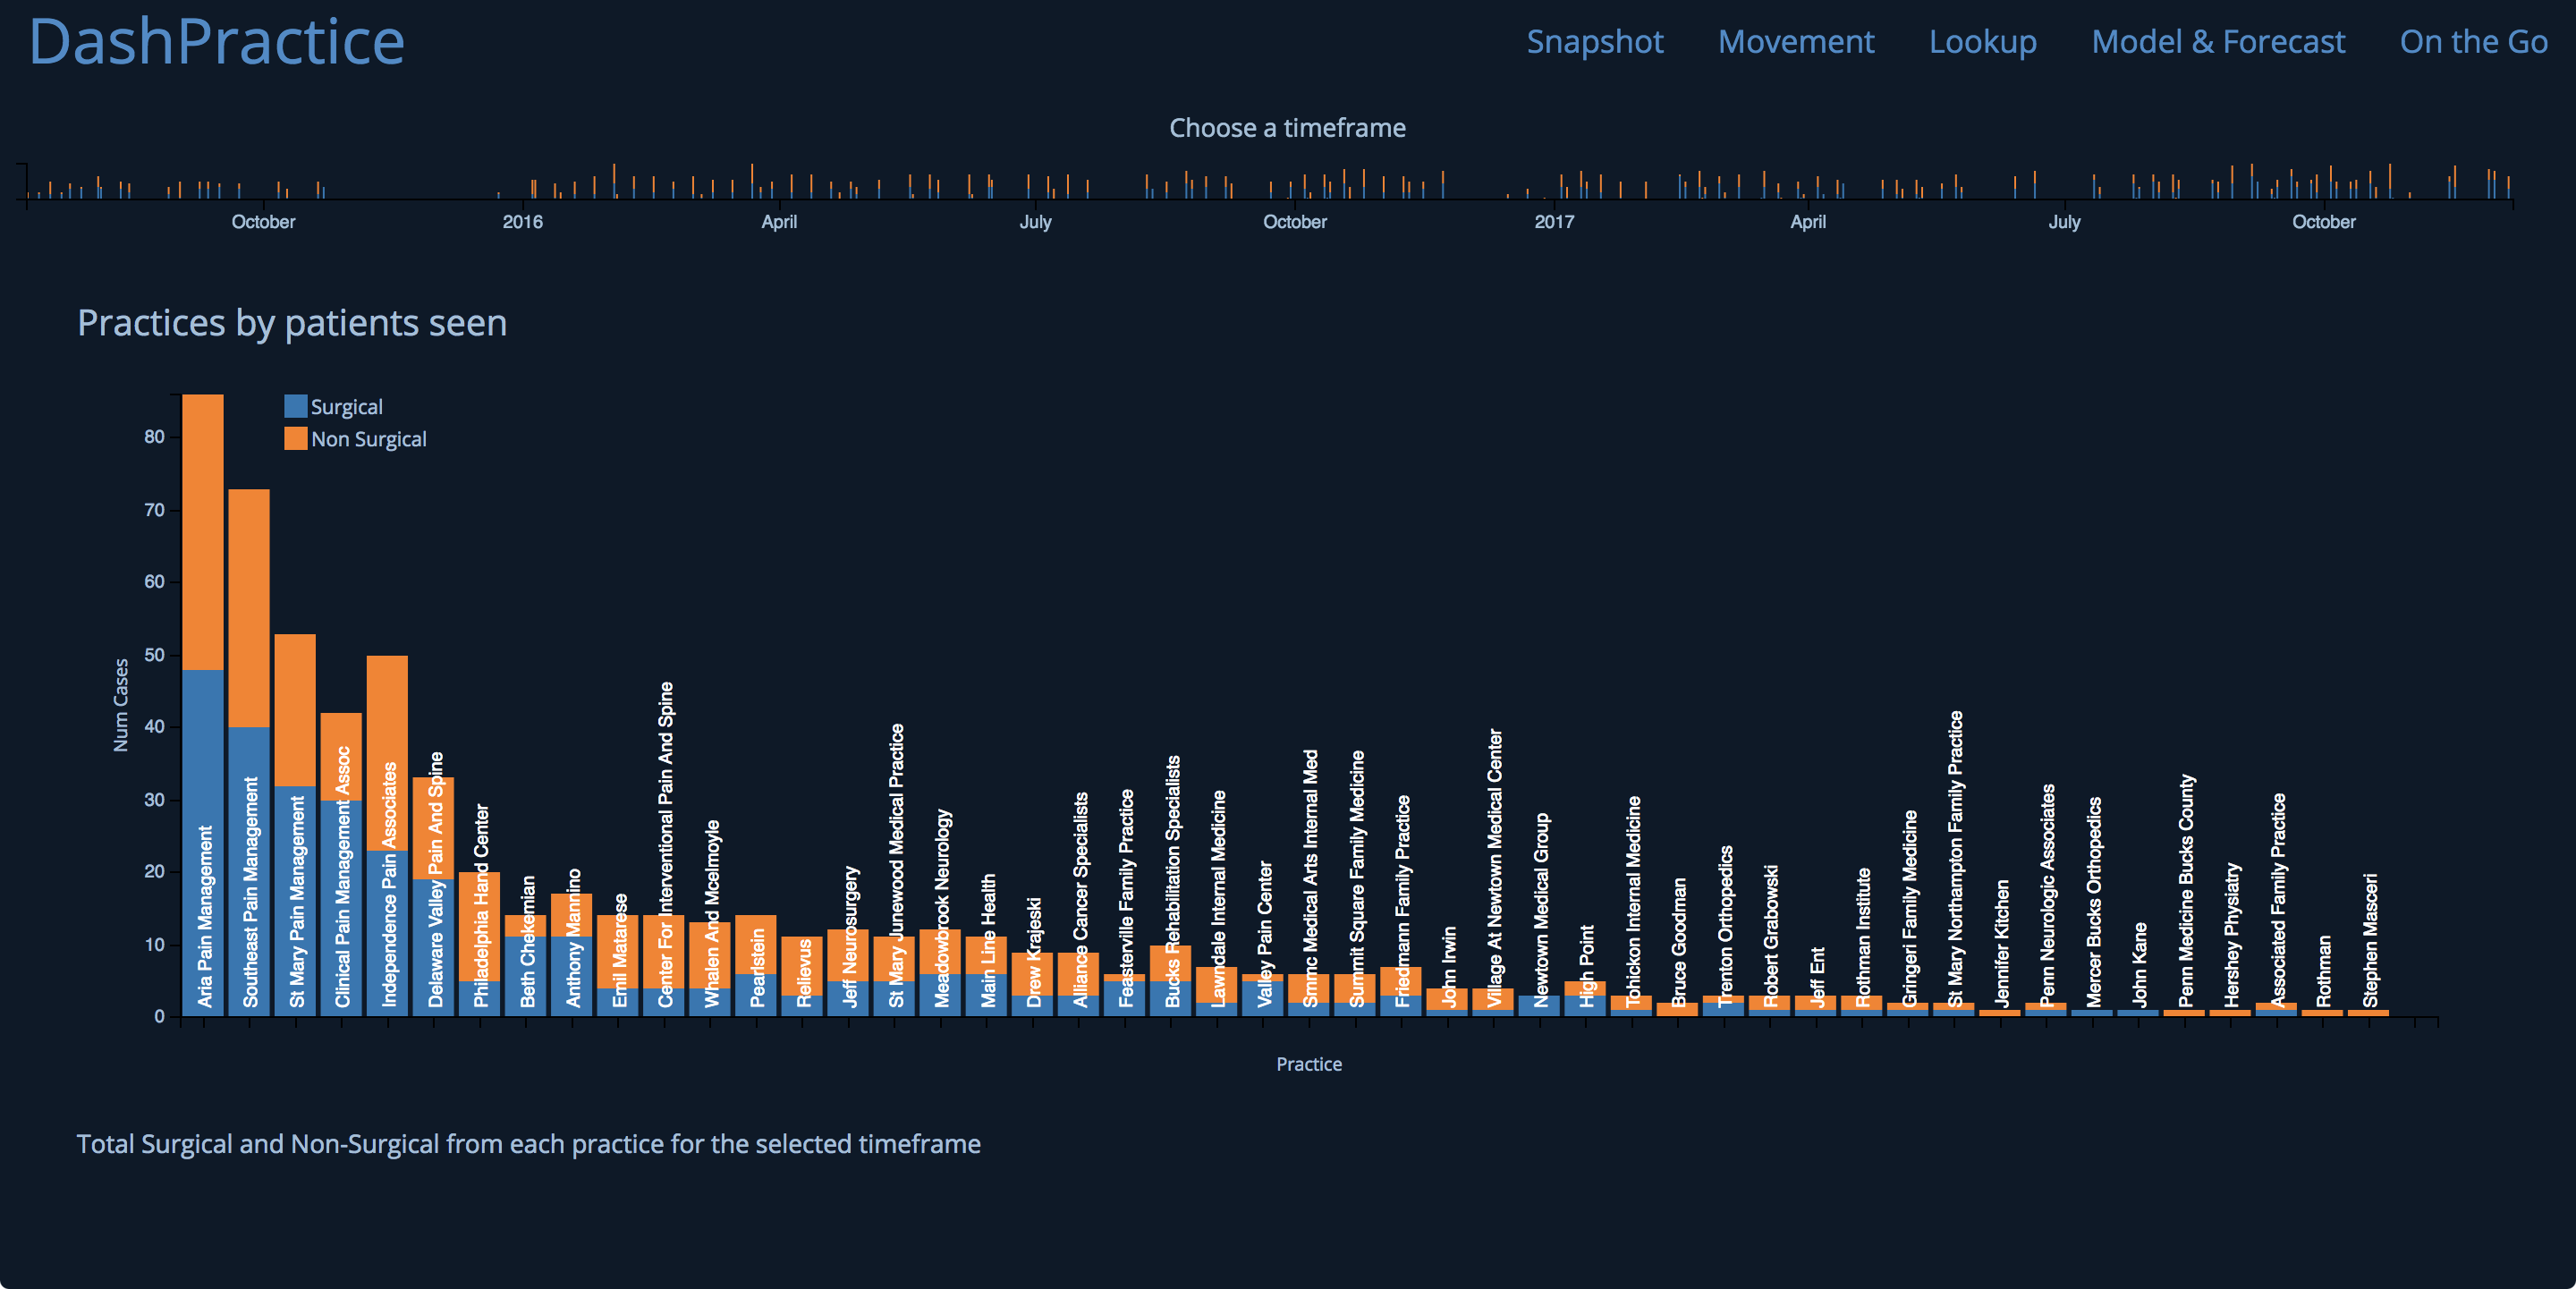 DashPractice
Snapshot Movement Lookup Model & Forecast On the Go
Choose a timeframe
October 2016 April July October 2017 April July October
Practices by patients seen
Surgical
Non Surgical
80
70
60
50
40
30
20
10
0
Num Cases
Aria Pain Management
Southeast Pain Management
St Mary Pain Management
Clinical Pain Management Assoc
Independence Pain Associates
Delaware Valley Pain And Spine
Philadelphia Hand Center
Beth Chekemian
Anthony Mannino
Emil Matarese
Center For Interventional Pain And Spine
Whalen And Mcelmoyle
Pearlstein
Relievus
Jeff Neurosurgery
St Mary Junewood Medical Practice
Meadowbrook Neurology
Main Line Health
Drew Krajeski
Alliance Cancer Specialists
Feasterville Family Practice
Bucks Rehabilitation Specialists
Lawndale Internal Medicine
Valley Pain Center
Smmc Medical Arts Internal Med
Summit Square Family Medicine
Friedmann Family Practice
John Irwin
Village At Newtown Medical Center
Newtown Medical Group
High Point
Tohickon Internal Medicine
Bruce Goodman
Trenton Orthopedics
Robert Grabowski
Jeff Ent
Rothman Institute
Gringeri Family Medicine
St Mary Northampton Family Practice
Jennifer Kitchen
Penn Neurologic Associates
Mercer Bucks Orthopedics
John Kane
Penn Medicine Bucks County
Hershey Physiatry
Associated Family Practice
Rothman
Stephen Masceri
Practice
Total Surgical and Non-Surgical from each practice for the selected timeframe